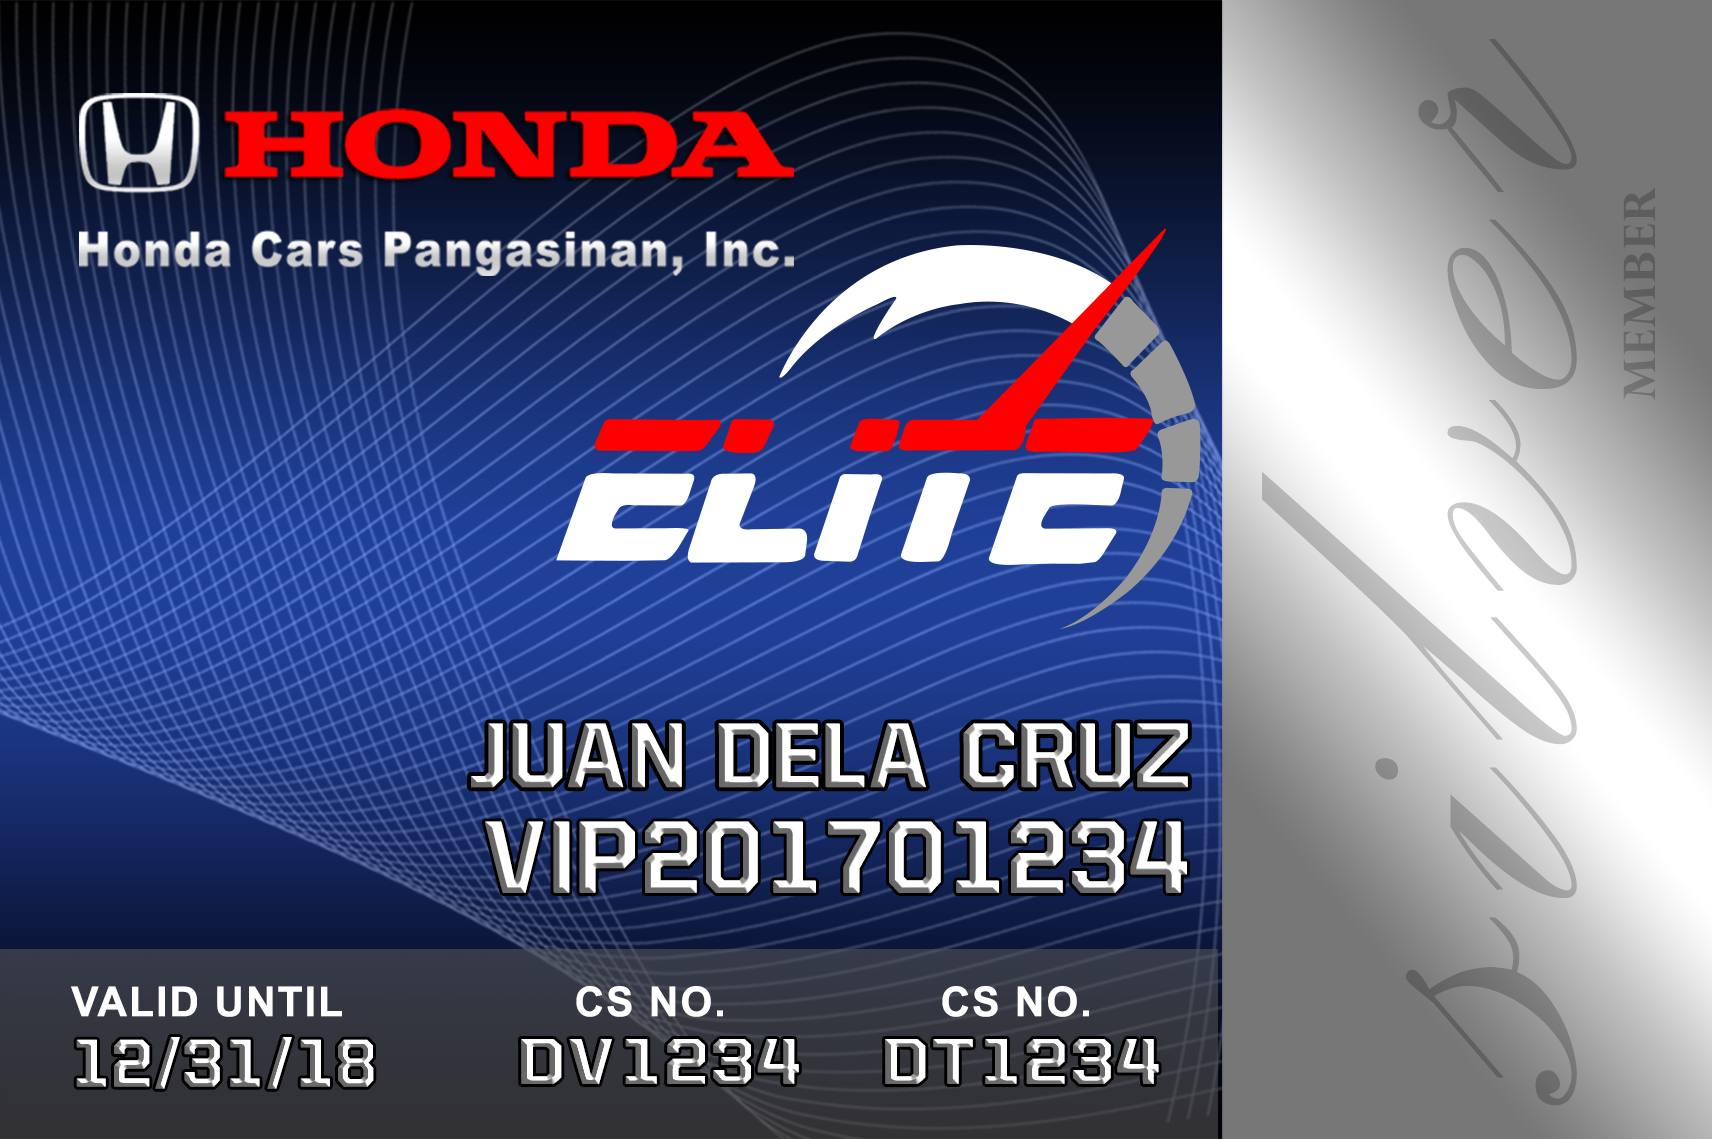 HONDA
Honda Cars Pangasinan, Inc.
ELiTE
JUAN DELA CRUZ
VIP201701234
VALID UNTIL
12/31/18
CS NO.
DV1234
CS NO.
DT1234
silver
MEMBER